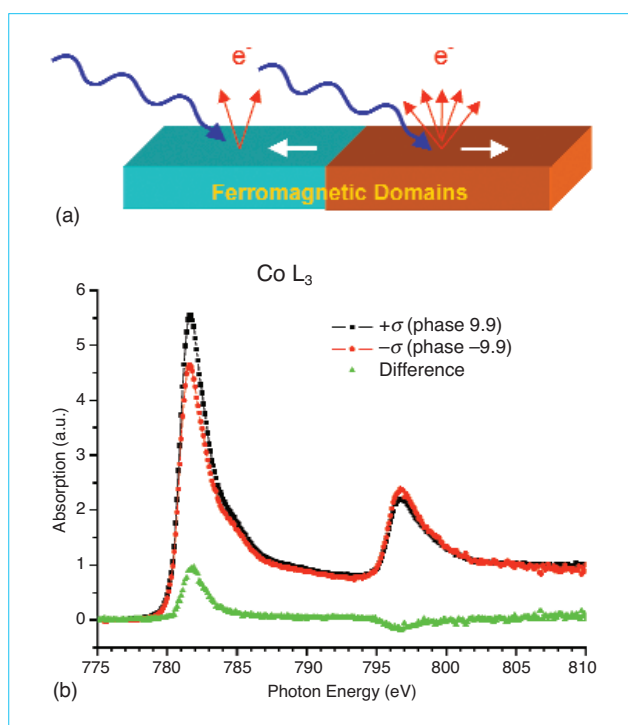 e⁻ e⁻
Ferromagnetic Domains
(a)
Co L₃
6
5
4
3
2
1
0
Absorption (a.u.)
+σ (phase 9.9)
−σ (phase –9.9)
Difference
775 780 785 790 795 800 805 810
Photon Energy (eV)
(b)